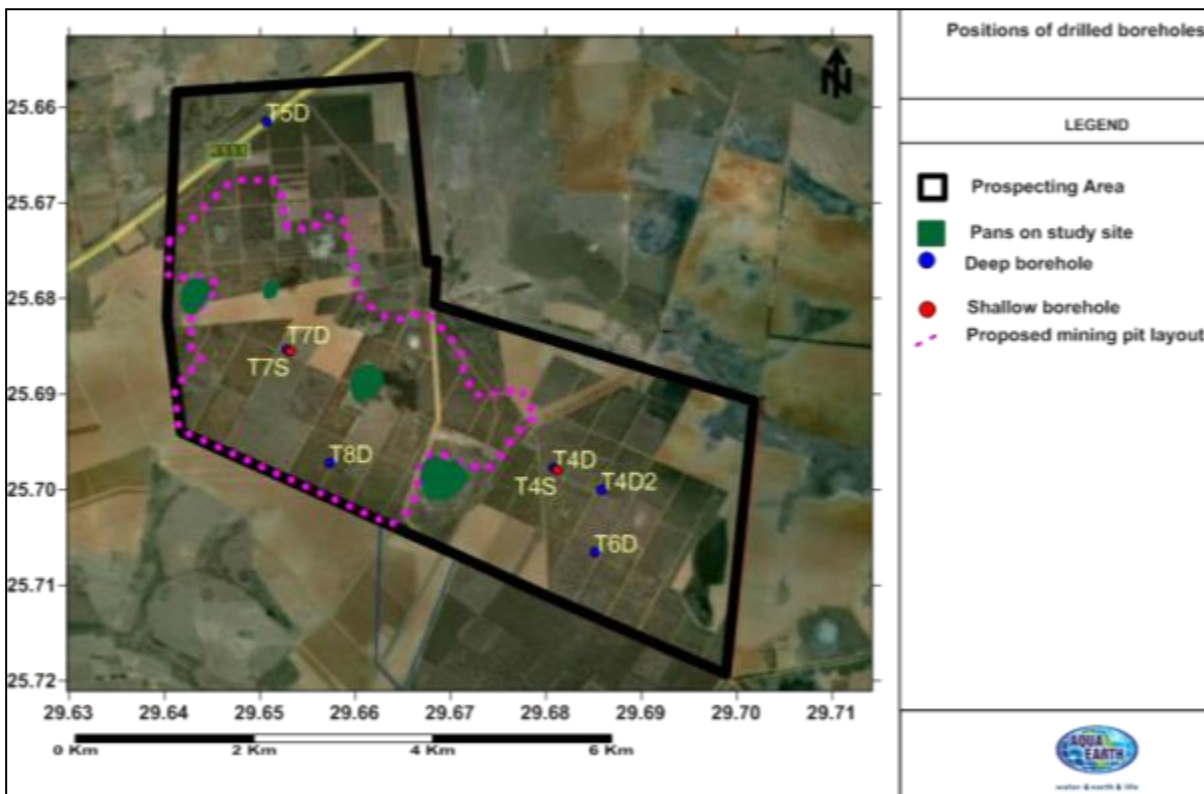 Positions of drilled boreholes
LEGEND
Prospecting Area
Pans on study site
Deep borehole
Shallow borehole
Proposed mining pit layout
N
25.66
25.67
25.68
25.69
25.70
25.71
25.72
T5D
T7D
T7S
T8D
T4D
T4S
T4D2
T6D
29.63 29.64 29.65 29.66 29.67 29.68 29.69 29.70 29.71
0 Km 2 Km 4 Km 6 Km
AQUA
EARTH
water & earth & life